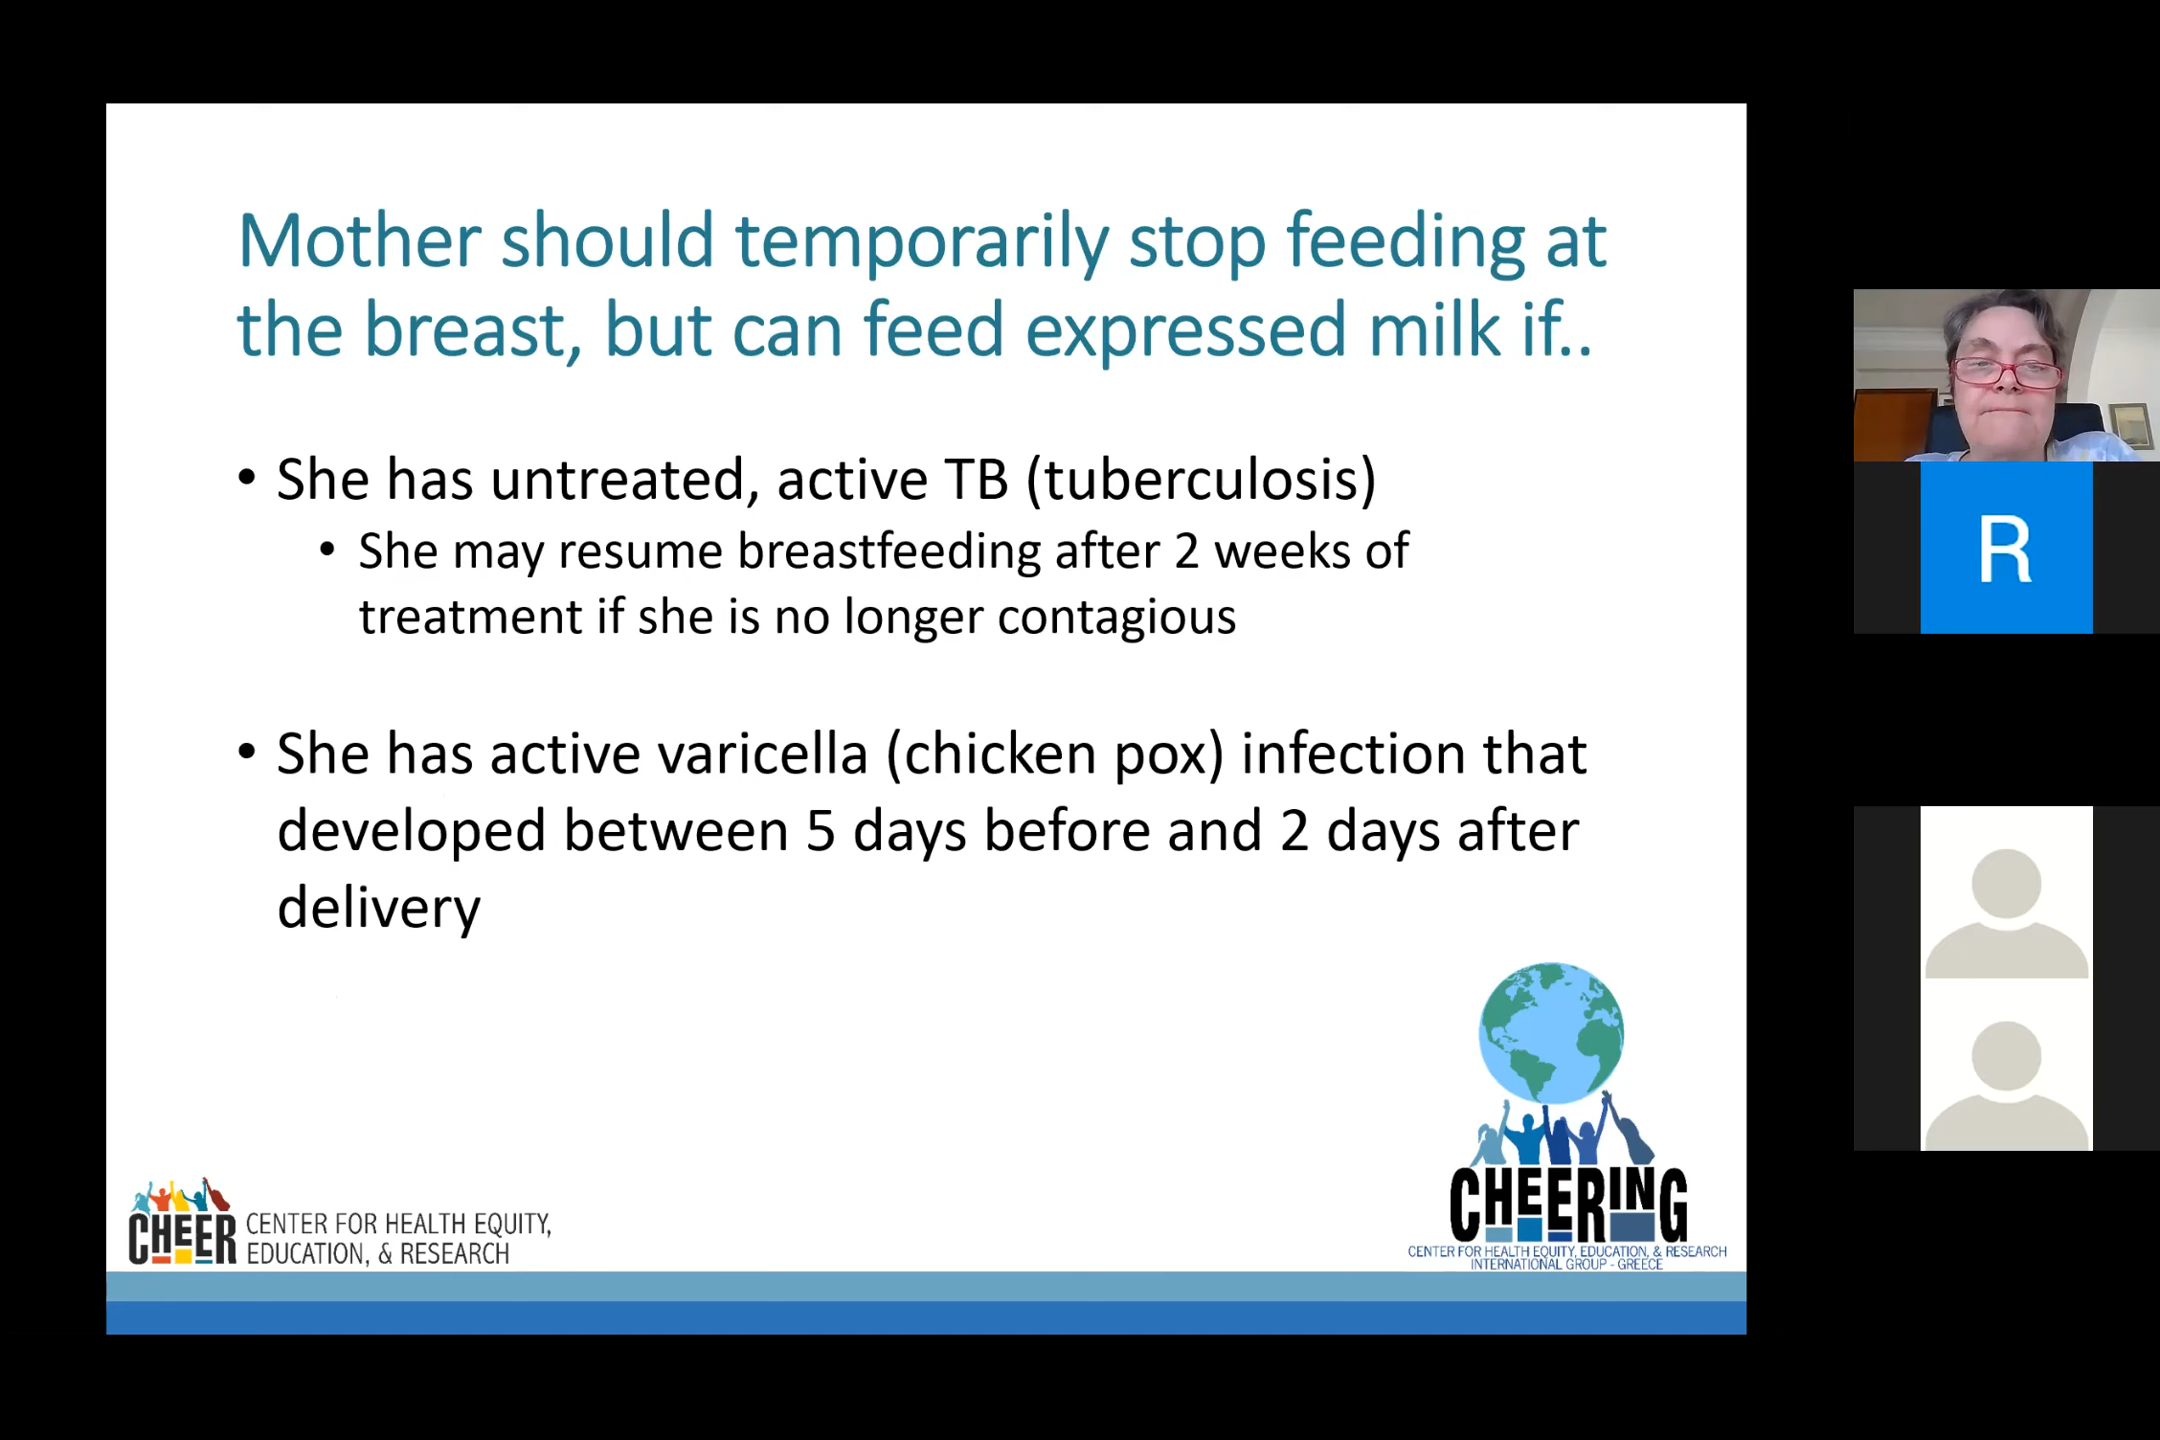 Mother should temporarily stop feeding at
the breast, but can feed expressed milk if..
• She has untreated, active TB (tuberculosis)
• She may resume breastfeeding after 2 weeks of
treatment if she is no longer contagious
• She has active varicella (chicken pox) infection that
developed between 5 days before and 2 days after
delivery
R
CHEER CENTER FOR HEALTH EQUITY,
EDUCATION, & RESEARCH
CHEERING
CENTER FOR HEALTH EQUITY, EDUCATION, & RESEARCH
INTERNATIONAL GROUP - GREECE